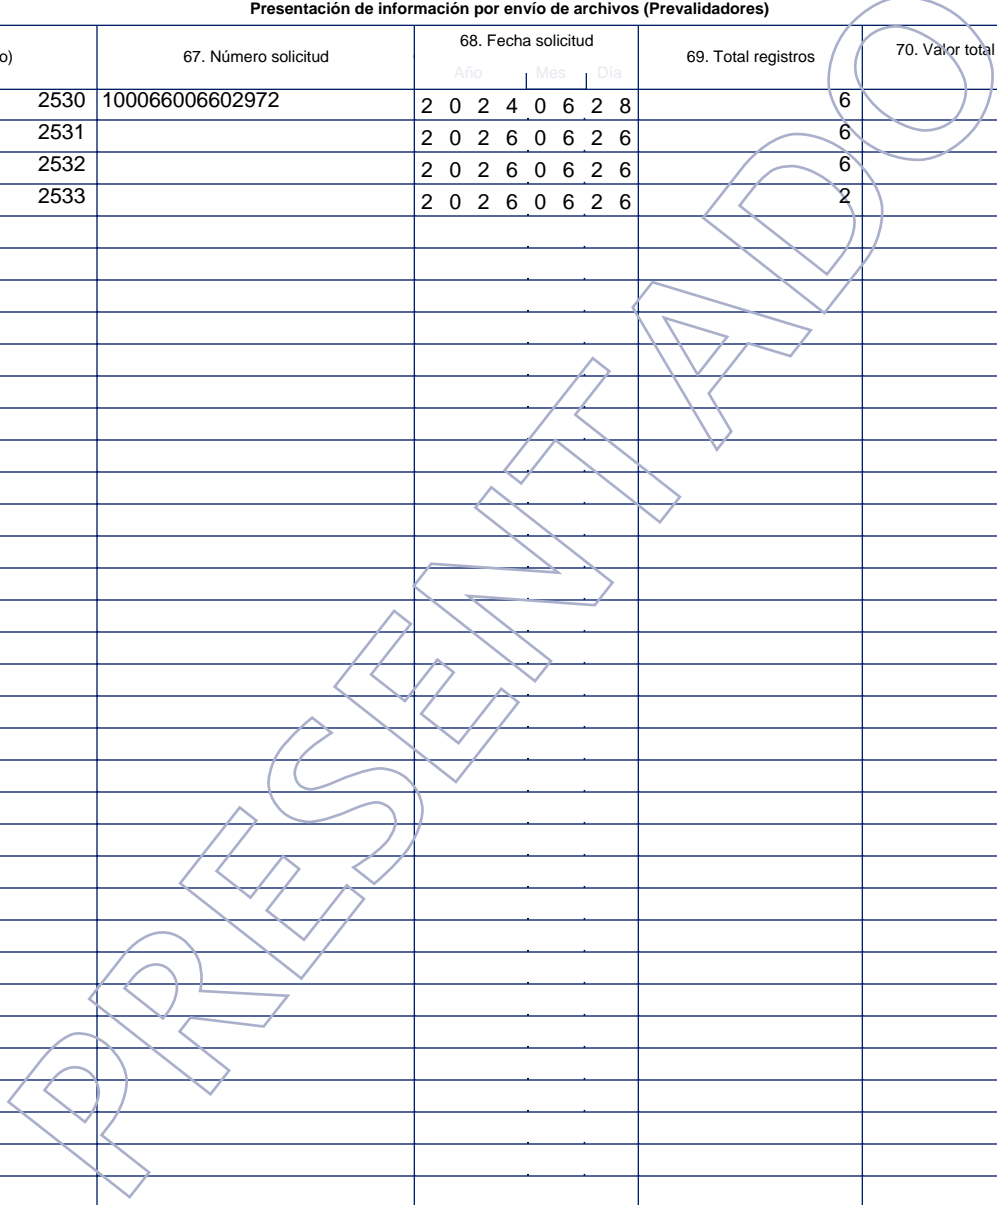 Presentación de información por envío de archivos (Prevalidadores)
o) 67. Número solicitud 68. Fecha solicitud 69. Total registros 70. Valor total
Año Mes Día
2530 100066006602972 2 0 2 4 0 6 2 8 6
2531 2 0 2 6 0 6 2 6 6
2532 2 0 2 6 0 6 2 6 6
2533 2 0 2 6 0 6 2 6 2
PRESENTADO